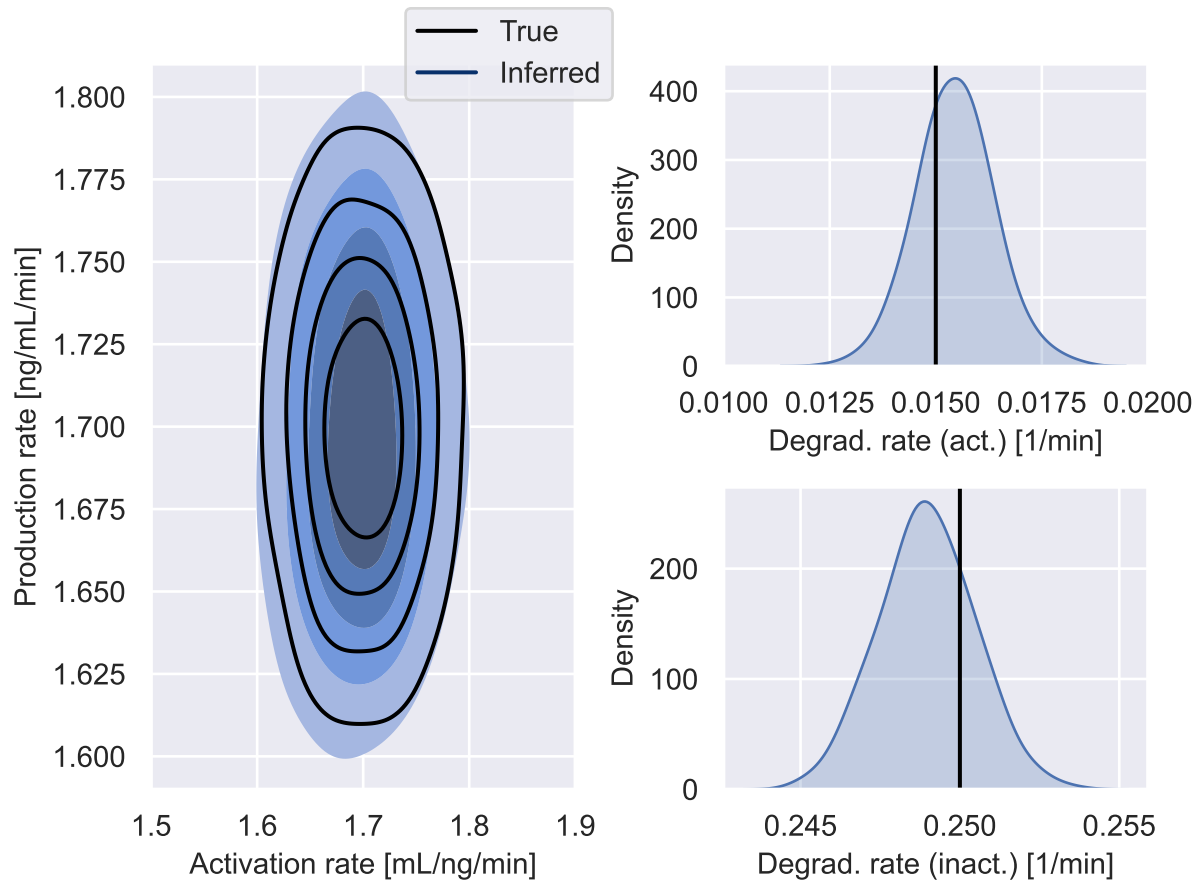 True
Inferred
Production rate [ng/mL/min]
1.800
1.775
1.750
1.725
1.700
1.675
1.650
1.625
1.600
1.5 1.6 1.7 1.8 1.9
Activation rate [mL/ng/min]
Density
400
300
200
100
0
0.0100 0.0125 0.0150 0.0175 0.0200
Degrad. rate (act.) [1/min]
Density
200
100
0
0.245 0.250 0.255
Degrad. rate (inact.) [1/min]